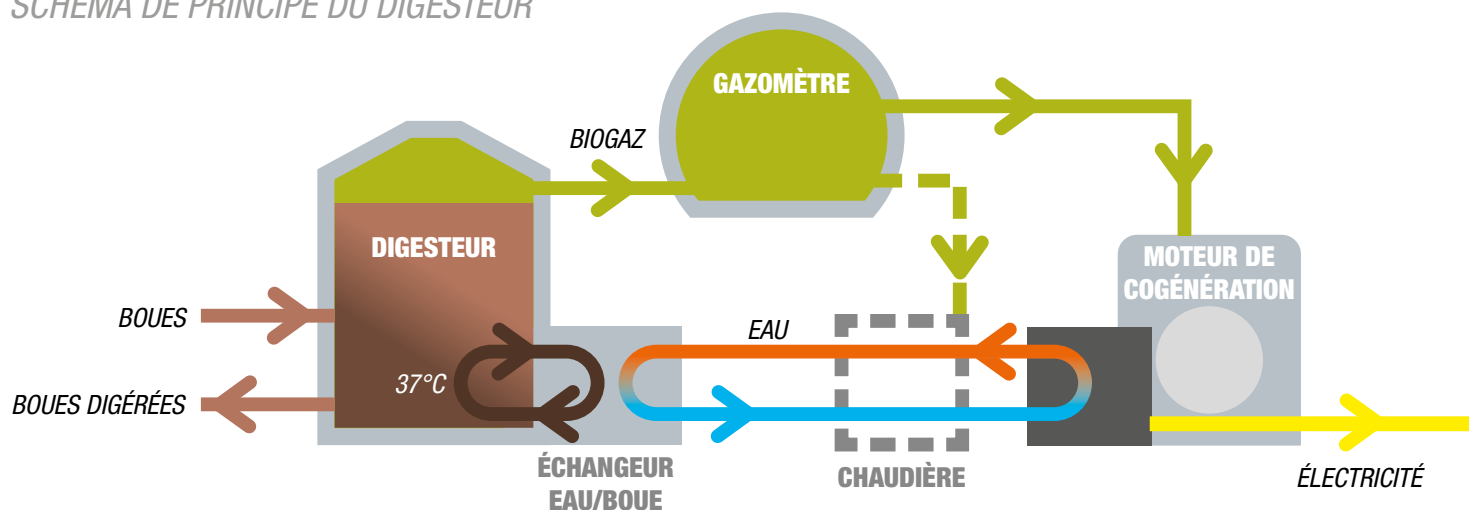 SCHÉMA DE PRINCIPE DU DIGESTEUR
GAZOMÈTRE
BIOGAZ
DIGESTEUR
MOTEUR DE
COGÉNÉRATION
BOUES
EAU
37°C
BOUES DIGÉRÉES
ÉCHANGEUR
EAU/BOUE
CHAUDIÈRE
ÉLECTRICITÉ